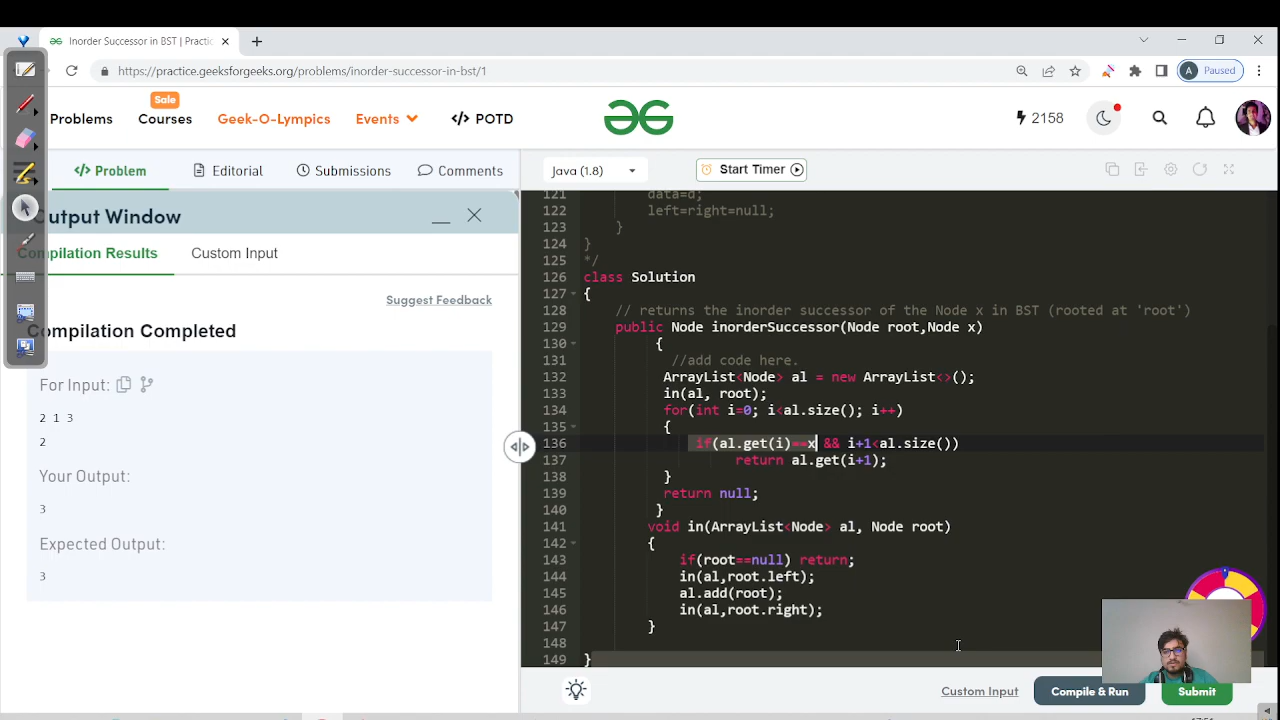 Inorder Successor in BST | Practic
https://practice.geeksforgeeks.org/problems/inorder-successor-in-bst/1
A Paused
Sale
Problems Courses Geek-O-Lympics Events </> POTD 2158
</> Problem Editorial Submissions Comments
Java (1.8) Start Timer
Output Window
Compilation Results Custom Input
Suggest Feedback
Compilation Completed
For Input:
2 1 3
2
Your Output:
3
Expected Output:
3
121 data=d;
122 left=right=null;
123 }
124 }
125 */
126 class Solution
127 {
128 // returns the inorder successor of the Node x in BST (rooted at 'root')
129 public Node inorderSuccessor(Node root,Node x)
130 {
131 //add code here.
132 ArrayList<Node> al = new ArrayList<>();
133 in(al, root);
134 for(int i=0; i<al.size(); i++)
135 {
136 if(al.get(i)==x && i+1<al.size())
137 return al.get(i+1);
138 }
139 return null;
140 }
141 void in(ArrayList<Node> al, Node root)
142 {
143 if(root==null) return;
144 in(al,root.left);
145 al.add(root);
146 in(al,root.right);
147 }
148
149 }
Custom Input Compile & Run Submit